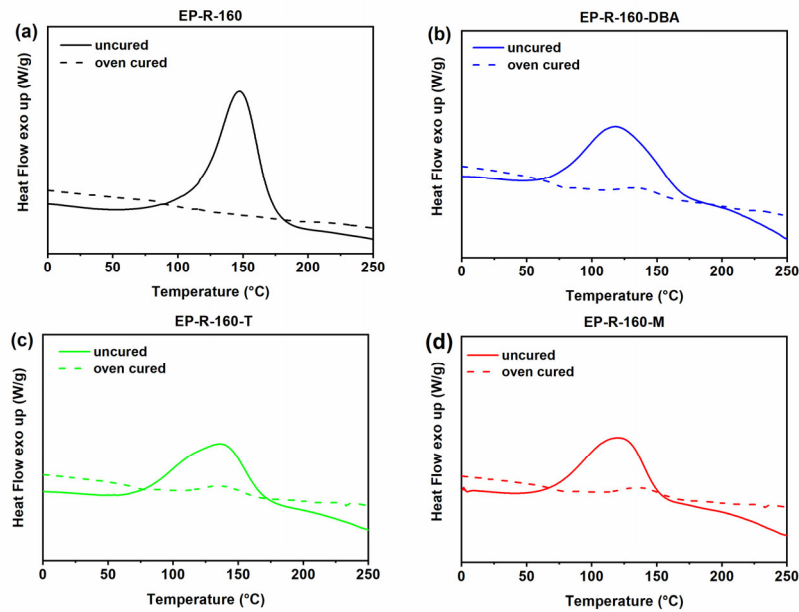 EP-R-160
(a)
uncured
oven cured
Heat Flow exo up (W/g)
0 50 100 150 200 250
Temperature (°C)
EP-R-160-DBA
(b)
uncured
oven cured
Heat Flow exo up (W/g)
0 50 100 150 200 250
Temperature (°C)
EP-R-160-T
(c)
uncured
oven cured
Heat Flow exo up (W/g)
0 50 100 150 200 250
Temperature (°C)
EP-R-160-M
(d)
uncured
oven cured
Heat Flow exo up (W/g)
0 50 100 150 200 250
Temperature (°C)